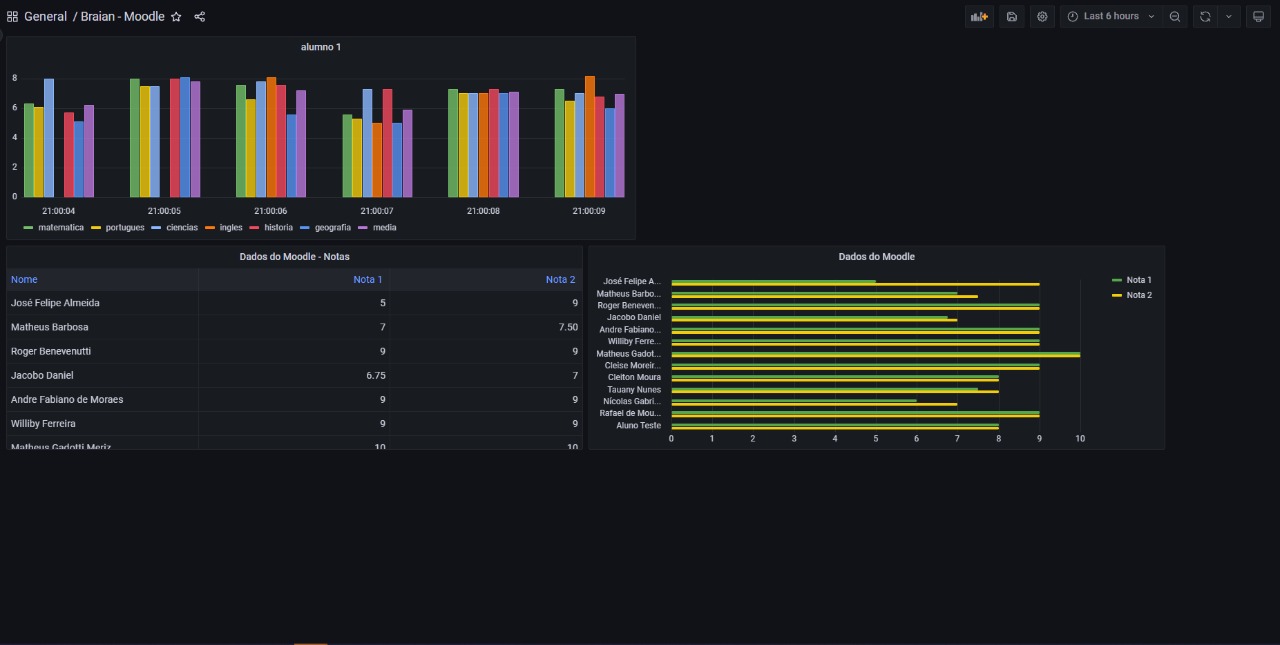 General / Braian - Moodle
Last 6 hours
alumno 1
8
6
4
2
0
21:00:04 21:00:05 21:00:06 21:00:07 21:00:08 21:00:09
matematica portugues ciencias ingles historia geografia media
Dados do Moodle - Notas
Nome Nota 1 Nota 2
José Felipe Almeida 5 9
Matheus Barbosa 7 7.50
Roger Benevenutti 9 9
Jacobo Daniel 6.75 7
Andre Fabiano de Moraes 9 9
Williby Ferreira 9 9
Matheus Gadotti Meriz 10 10
Dados do Moodle
José Felipe A...
Matheus Barbo...
Roger Beneven...
Jacobo Daniel
Andre Fabiano...
Williby Ferre...
Matheus Gadot...
Cleise Moreir...
Cleiton Moura
Tauany Nunes
Nícolas Gabri...
Rafael de Mou...
Aluno Teste
0 1 2 3 4 5 6 7 8 9 10
Nota 1
Nota 2